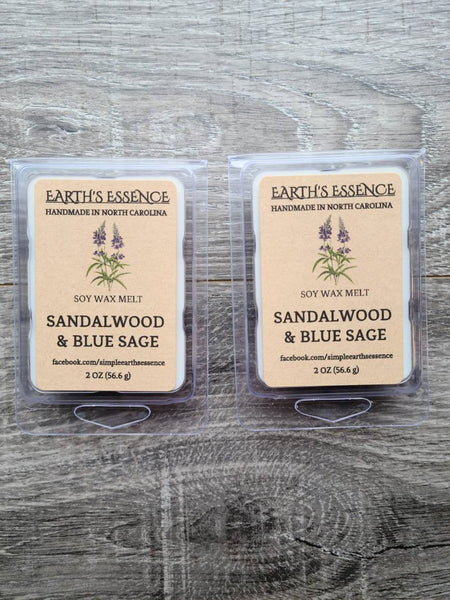 EARTH'S ESSENCE
HANDMADE IN NORTH CAROLINA
SOY WAX MELT
SANDALWOOD
& BLUE SAGE
facebook.com/simpleearthsessence
2 OZ (56.6 g)
EARTH'S ESSENCE
HANDMADE IN NORTH CAROLINA
SOY WAX MELT
SANDALWOOD
& BLUE SAGE
facebook.com/simpleearthsessence
2 OZ (56.6 g)